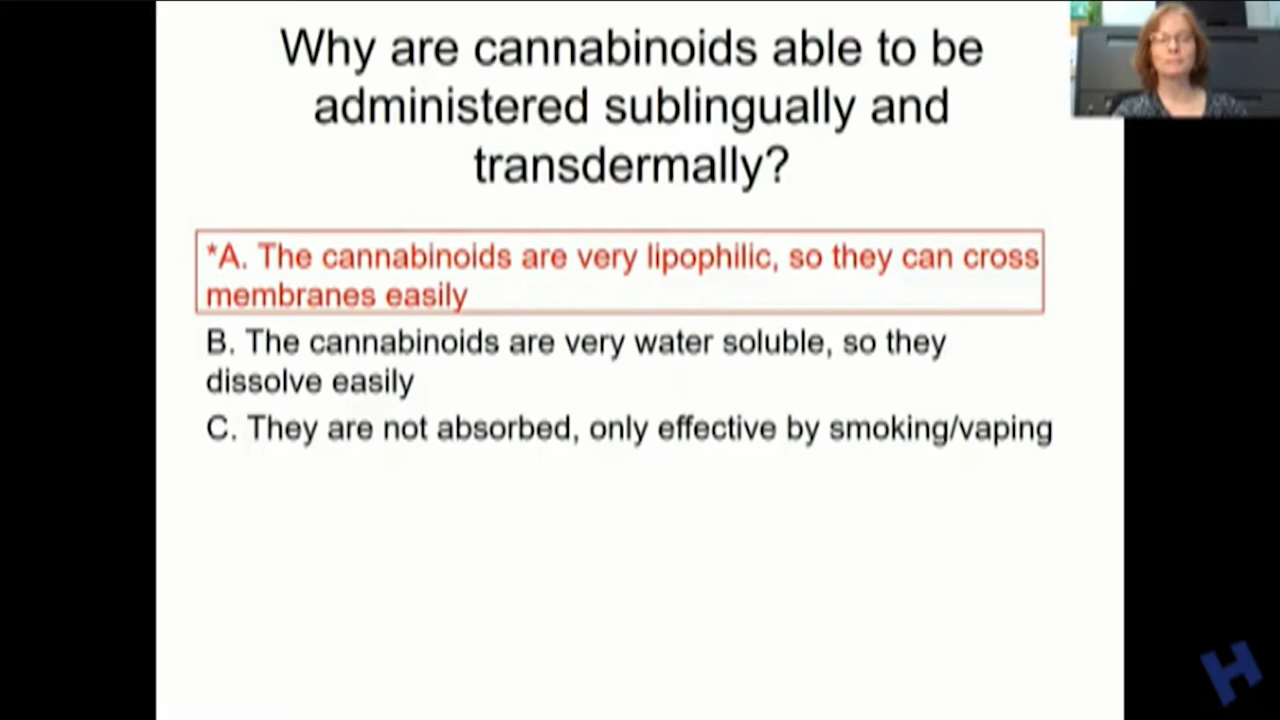 Why are cannabinoids able to be
administered sublingually and
transdermally?
*A. The cannabinoids are very lipophilic, so they can cross
membranes easily
B. The cannabinoids are very water soluble, so they
dissolve easily
C. They are not absorbed, only effective by smoking/vaping
H